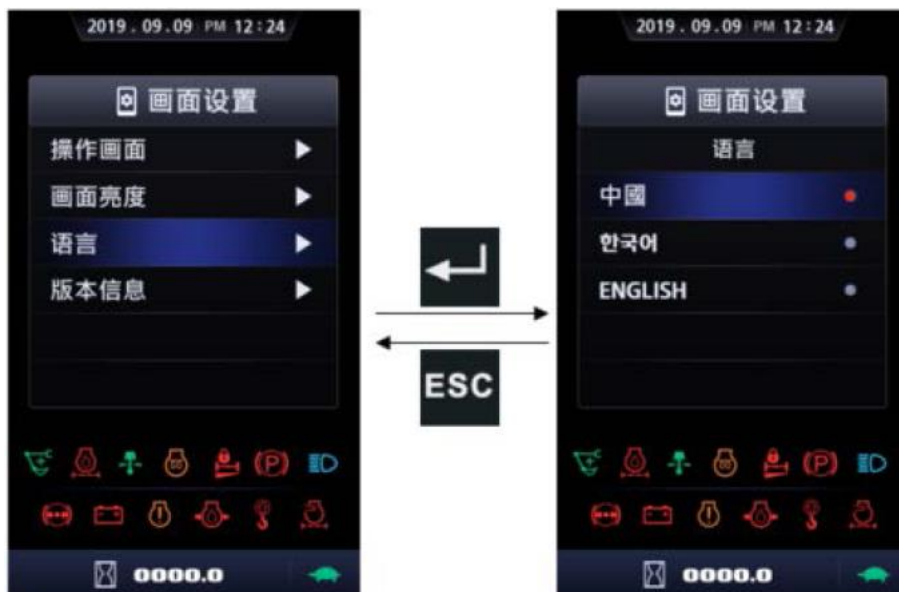 2019 . 09 . 09 PM 12 : 24
画面设置
操作画面
画面亮度
语言
版本信息
0000.0
ESC
2019 . 09 . 09 PM 12 : 24
画面设置
语言
中國
한국어
ENGLISH
0000.0